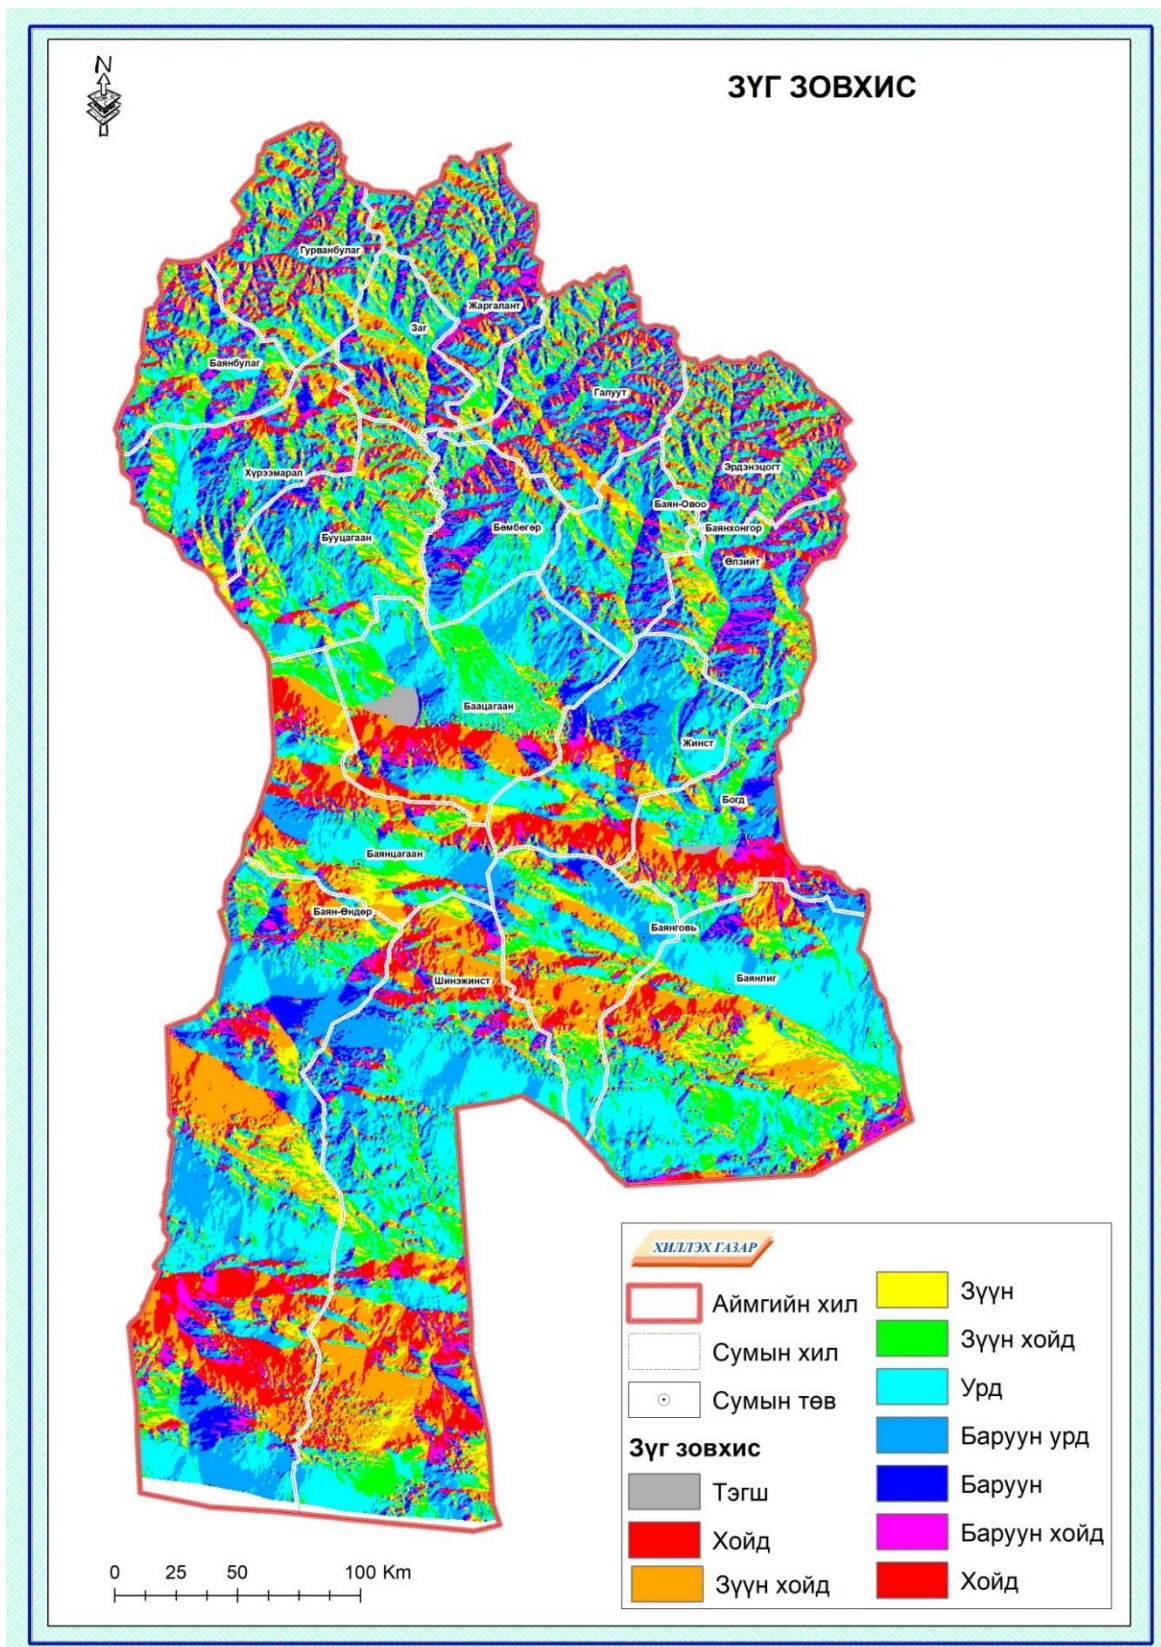 N
ЗҮГ ЗОВХИС
Гурванбулаг
Жаргалант
Заг
Баянбулаг
Галуут
Эрдэнэцогт
Хүрээмарал
Баян-Овоо
Бөмбөгөр
Баянхонгор
Бууцагаан
Өлзийт
Баацагаан
Жинст
Богд
Баянцагаан
Баян-Өндөр
Баянговь
Баянлиг
Шинэжинст
ХИЛЛЭХ ГАЗАР
Аймгийн хил
Сумын хил
Сумын төв
Зүг зовхис
Тэгш
Хойд
Зүүн хойд
Зүүн
Зүүн хойд
Урд
Баруун урд
Баруун
Баруун хойд
Хойд
0 25 50 100 Km